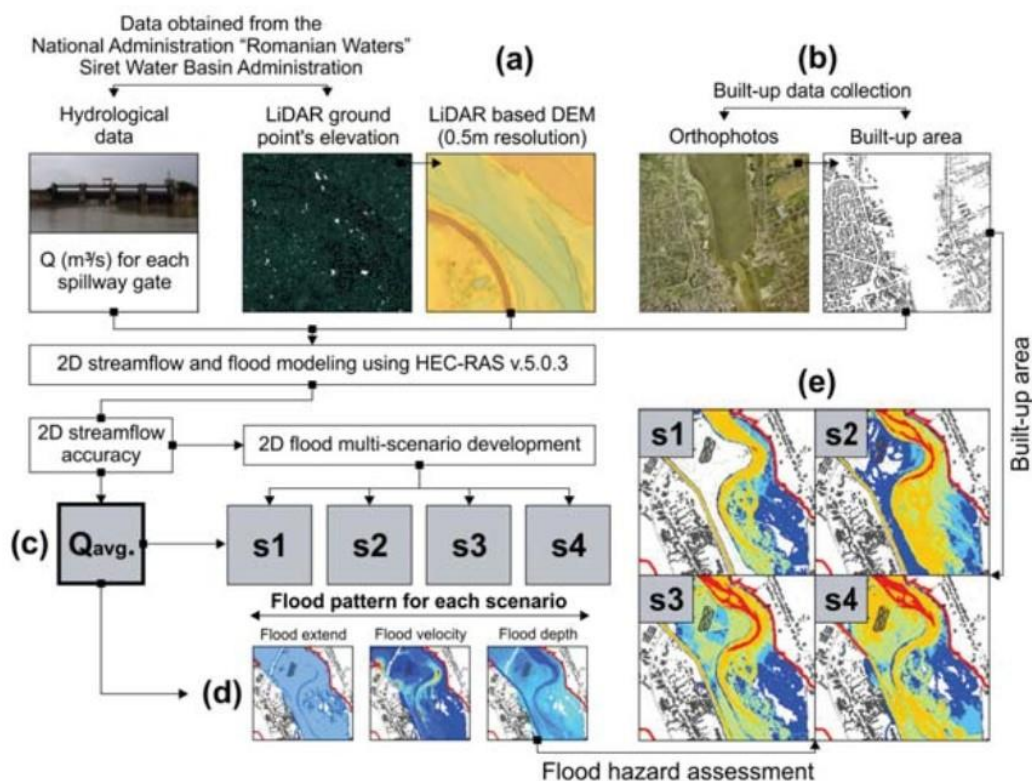 Data obtained from the
National Administration “Romanian Waters”
Siret Water Basin Administration
(a)
(b)
Hydrological
data
LiDAR ground
point's elevation
LiDAR based DEM
(0.5m resolution)
Built-up data collection
Orthophotos
Built-up area
Q (m³/s) for each
spillway gate
2D streamflow and flood modeling using HEC-RAS v.5.0.3
(e)
Built-up area
2D streamflow
accuracy
2D flood multi-scenario development
(c)
Qavg.
s1
s2
s3
s4
s1
s2
s3
s4
Flood pattern for each scenario
Flood extend
Flood velocity
Flood depth
(d)
Flood hazard assessment